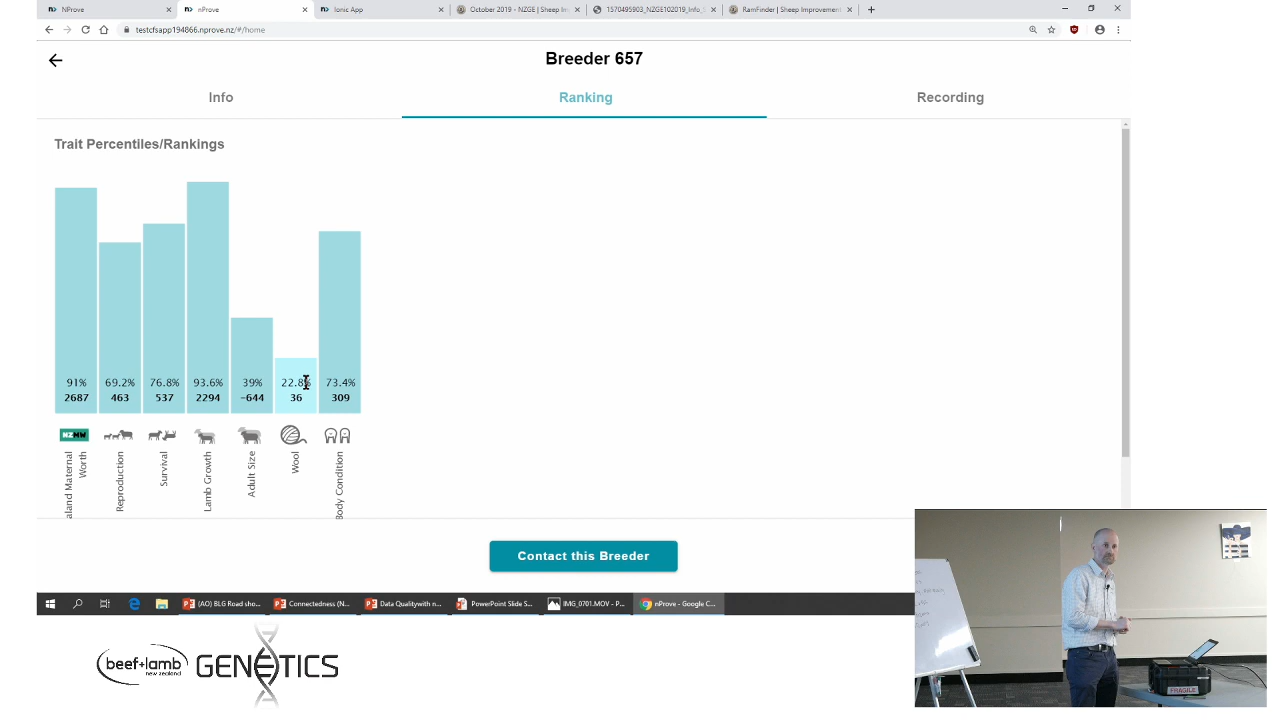 NProve
nProve
Ionic App
October 2019 - NZGE | Sheep Im
1570495903_NZGE102019_Info_L
RamFinder | Sheep Improvement
testcfsapp194866.nprove.nz/#/home
Breeder 657
Info
Ranking
Recording
Trait Percentiles/Rankings
91% 69.2% 76.8% 93.6% 39% 22.8% 73.4%
2687 463 537 2294 -644 36 309
NZMW
aland Maternal Worth
Reproduction
Survival
Lamb Growth
Adult Size
Wool
Body Condition
Contact this Breeder
(AO) BLG Road sho...
Connectedness (N...
Data Qualitywith n...
PowerPoint Slide S...
IMG_0701.MOV - P...
nProve - Google C...
beef+lamb
new zealand
GENETICS
FRAGILE